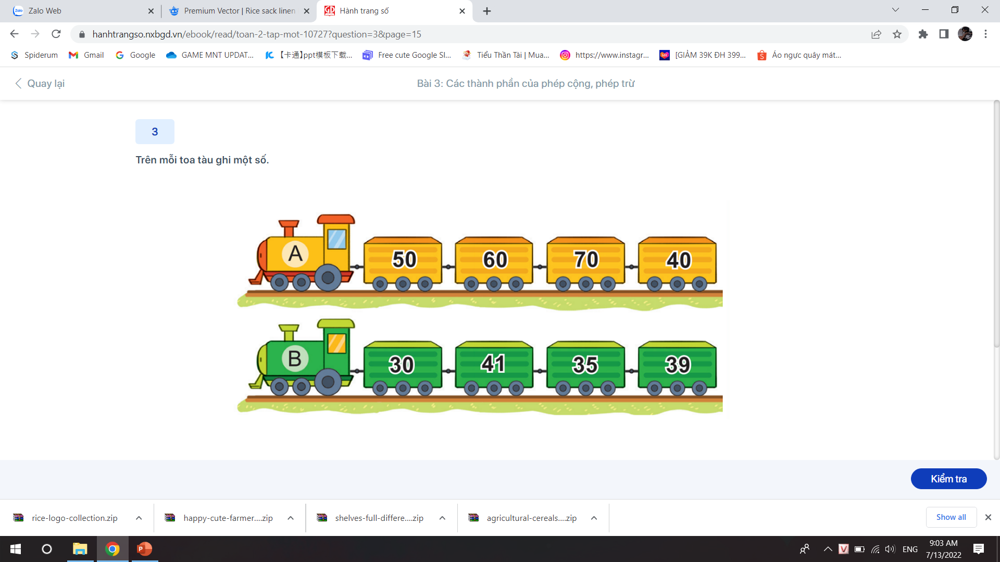 Zalo Web
Premium Vector | Rice sack linen
Hành trang số
hanhtrangso.nxbgd.vn/ebook/read/toan-2-tap-mot-10727?question=3&page=15
Spiderum
Gmail
Google
GAME MNT UPDAT...
【卡通】ppt模板下载...
Free cute Google Sl...
Tiểu Thần Tài | Mua...
https://www.instagr...
[GIẢM 39K ĐH 399...
Áo ngực quây mát...
Quay lại
Bài 3: Các thành phần của phép cộng, phép trừ
3
Trên mỗi toa tàu ghi một số.
A 50 60 70 40
B 30 41 35 39
Kiểm tra
rice-logo-collection.zip
happy-cute-farmer....zip
shelves-full-differe....zip
agricultural-cereals....zip
Show all
ENG
9:03 AM
7/13/2022